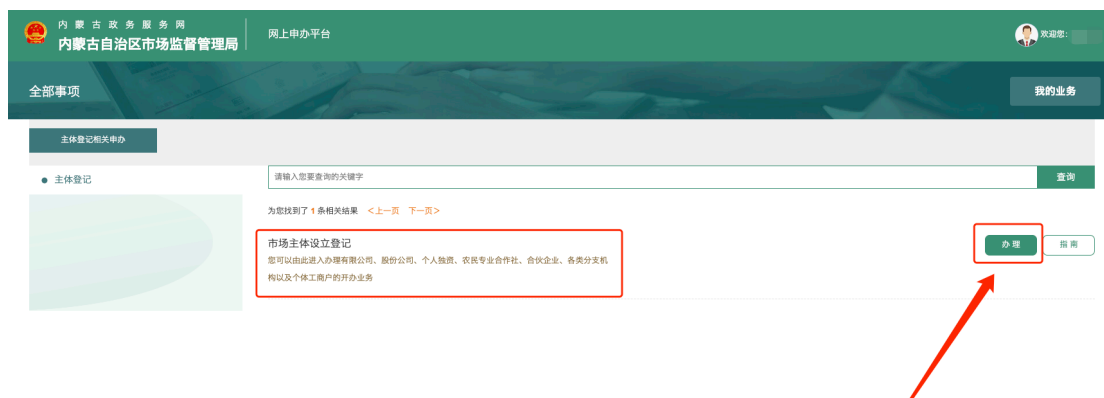 内蒙古政务服务网
内蒙古自治区市场监督管理局
网上申办平台
欢迎您：
全部事项
我的业务
主体登记相关申办
主体登记
请输入您要查询的关键字
查询
为您找到了 1 条相关结果 <上一页 下一页>
市场主体设立登记
办 理
指 南
您可以由此进入办理有限公司、股份公司、个人独资、农民专业合作社、合伙企业、各类分支机
构以及个体工商户的开办业务